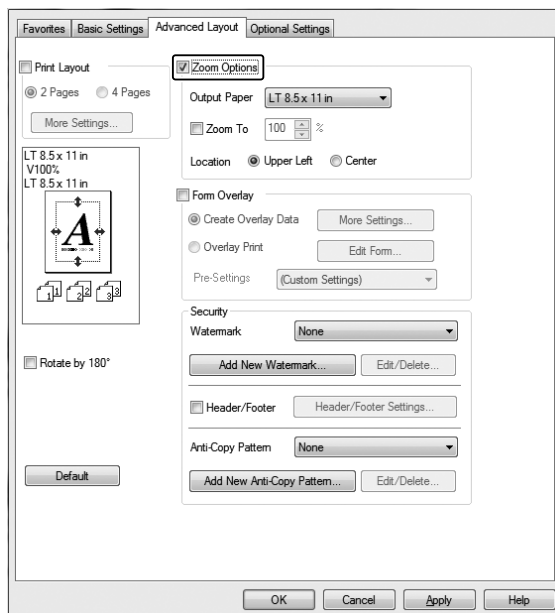 Favorites Basic Settings Advanced Layout Optional Settings
Print Layout
2 Pages 4 Pages
More Settings...
LT 8.5 x 11 in
V100%
LT 8.5 x 11 in
A
1 1 2 2 3 3
Rotate by 180°
Default
Zoom Options
Output Paper LT 8.5 x 11 in
Zoom To 100 %
Location Upper Left Center
Form Overlay
Create Overlay Data More Settings...
Overlay Print Edit Form...
Pre-Settings (Custom Settings)
Security
Watermark None
Add New Watermark... Edit/Delete...
Header/Footer Header/Footer Settings...
Anti-Copy Pattern None
Add New Anti-Copy Pattern... Edit/Delete...
OK Cancel Apply Help